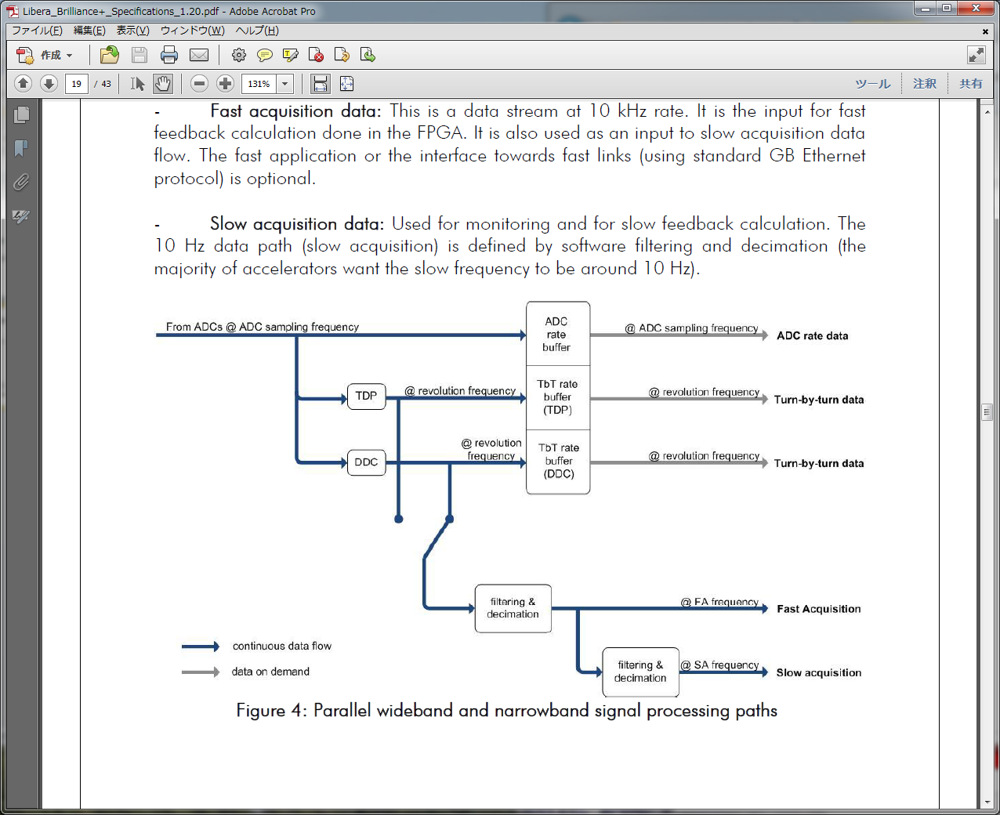 Libera_Brilliance+_Specifications_1.20.pdf - Adobe Acrobat Pro
ファイル(F) 編集(E) 表示(V) ウィンドウ(W) ヘルプ(H)
作成
19 / 43 131% ツール 注釈 共有
- Fast acquisition data: This is a data stream at 10 kHz rate. It is the input for fast
feedback calculation done in the FPGA. It is also used as an input to slow acquisition data
flow. The fast application or the interface towards fast links (using standard GB Ethernet
protocol) is optional.
- Slow acquisition data: Used for monitoring and for slow feedback calculation. The
10 Hz data path (slow acquisition) is defined by software filtering and decimation (the
majority of accelerators want the slow frequency to be around 10 Hz).
From ADCs @ ADC sampling frequency
ADC
rate
buffer
@ ADC sampling frequency
ADC rate data
TDP
@ revolution frequency
TbT rate
buffer
(TDP)
@ revolution frequency
Turn-by-turn data
DDC
@ revolution
frequency
TbT rate
buffer
(DDC)
@ revolution frequency
Turn-by-turn data
filtering &
decimation
@ FA frequency
Fast Acquisition
continuous data flow
data on demand
filtering &
decimation
@ SA frequency
Slow acquisition
Figure 4: Parallel wideband and narrowband signal processing paths